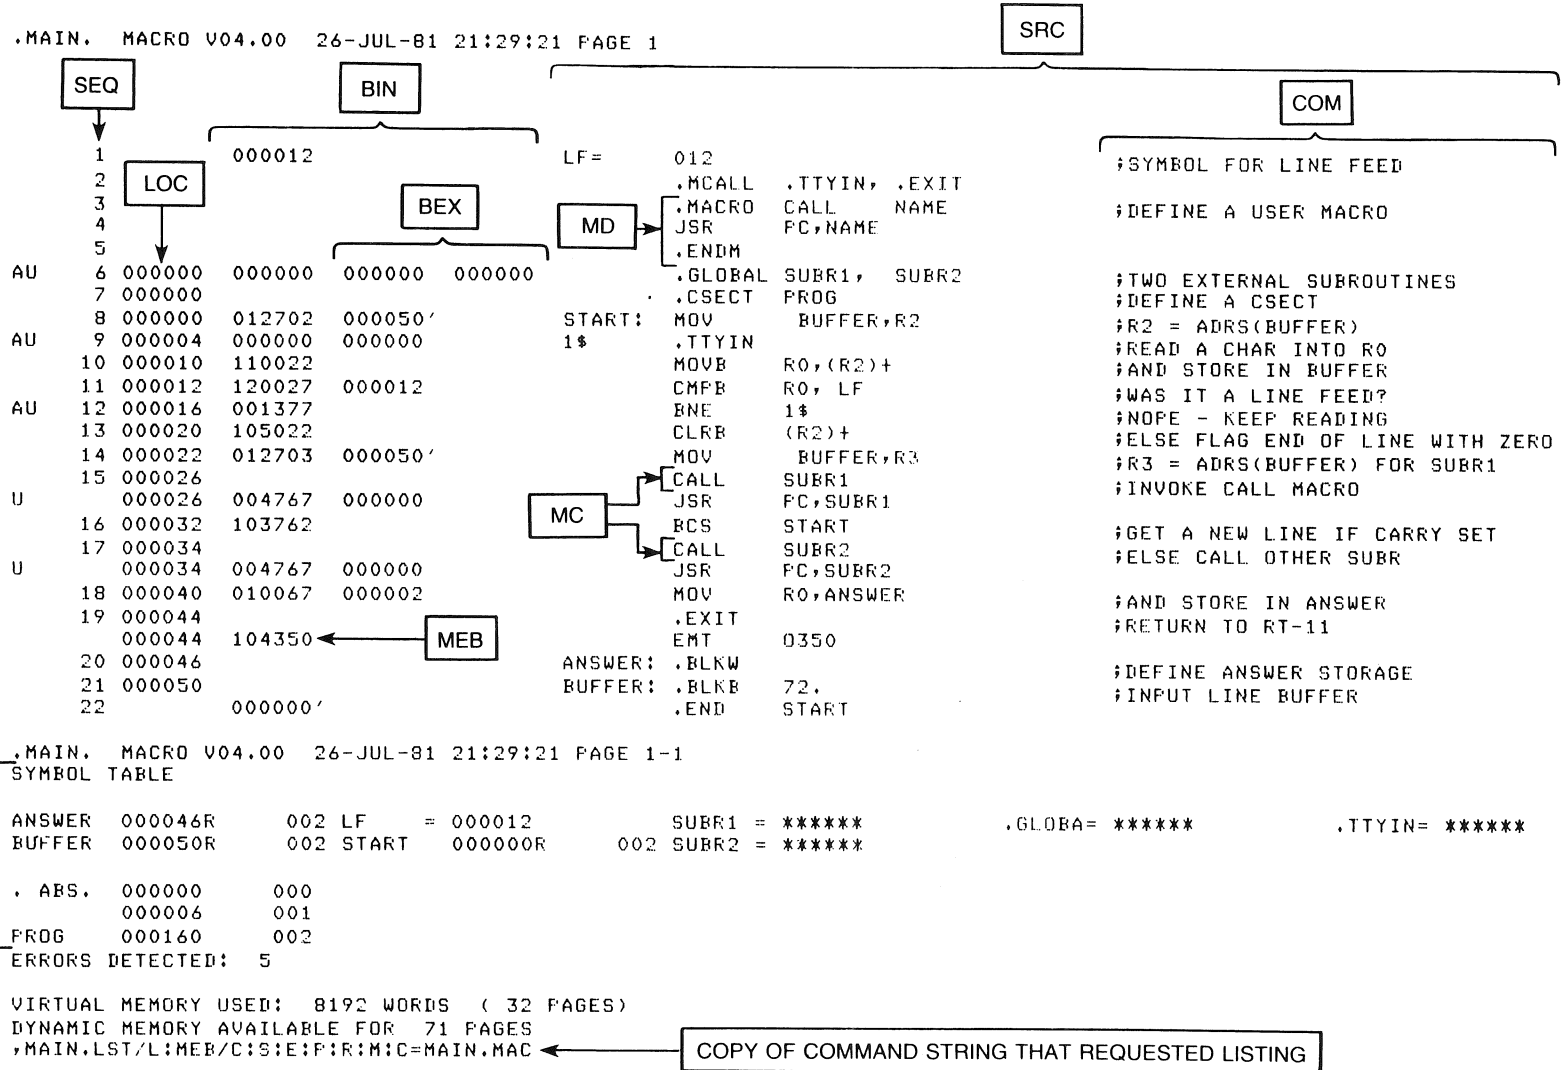 SRC
.MAIN. MACRO V04.00 26-JUL-81 21:29:21 PAGE 1
SEQ BIN COM
1 000012 LF= 012 ;SYMBOL FOR LINE FEED
2 .MCALL .TTYIN, .EXIT
LOC
3 .MACRO CALL NAME ;DEFINE A USER MACRO
BEX MD
4 JSR PC,NAME
5 .ENDM
AU 6 000000 000000 000000 000000 .GLOBAL SUBR1, SUBR2 ;TWO EXTERNAL SUBROUTINES
7 000000 .CSECT PROG ;DEFINE A CSECT
8 000000 012702 000050' START: MOV BUFFER,R2 ;R2 = ADRS(BUFFER)
AU 9 000004 000000 000000 1$ .TTYIN ;READ A CHAR INTO R0
10 000010 110022 MOVB R0,(R2)+ ;AND STORE IN BUFFER
11 000012 120027 000012 CMPB R0, LF ;WAS IT A LINE FEED?
AU 12 000016 001377 BNE 1$ ;NOPE - KEEP READING
13 000020 105022 CLRB (R2)+ ;ELSE FLAG END OF LINE WITH ZERO
14 000022 012703 000050' MOV BUFFER,R3 ;R3 = ADRS(BUFFER) FOR SUBR1
15 000026 CALL SUBR1 ;INVOKE CALL MACRO
U 000026 004767 000000 JSR PC,SUBR1
MC
16 000032 103762 BCS START ;GET A NEW LINE IF CARRY SET
17 000034 CALL SUBR2 ;ELSE CALL OTHER SUBR
U 000034 004767 000000 JSR PC,SUBR2
18 000040 010067 000002 MOV R0,ANSWER ;AND STORE IN ANSWER
19 000044 .EXIT ;RETURN TO RT-11
000044 104350 MEB EMT 0350
20 000046 ANSWER: .BLKW ;DEFINE ANSWER STORAGE
21 000050 BUFFER: .BLKB 72. ;INPUT LINE BUFFER
22 000000' .END START
.MAIN. MACRO V04.00 26-JUL-81 21:29:21 PAGE 1-1
SYMBOL TABLE
ANSWER 000046R 002 LF = 000012 SUBR1 = ****** .GLOBA= ****** .TTYIN= ******
BUFFER 000050R 002 START 000000R 002 SUBR2 = ******
. ABS. 000000 000
000006 001
PROG 000160 002
ERRORS DETECTED: 5
VIRTUAL MEMORY USED: 8192 WORDS ( 32 PAGES)
DYNAMIC MEMORY AVAILABLE FOR 71 PAGES
,MAIN.LST/L:MEB/C:S:E:P:R:M:C=MAIN.MAC COPY OF COMMAND STRING THAT REQUESTED LISTING